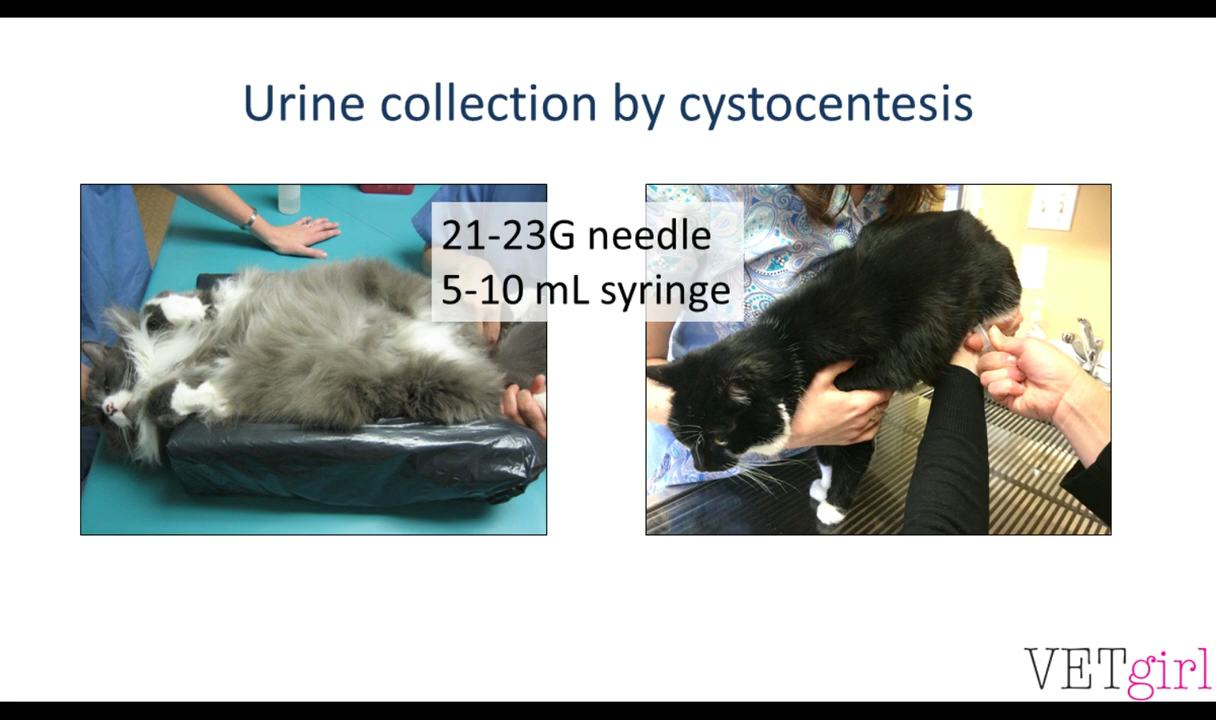 Urine collection by cystocentesis
21-23G needle
5-10 mL syringe
VETgirl